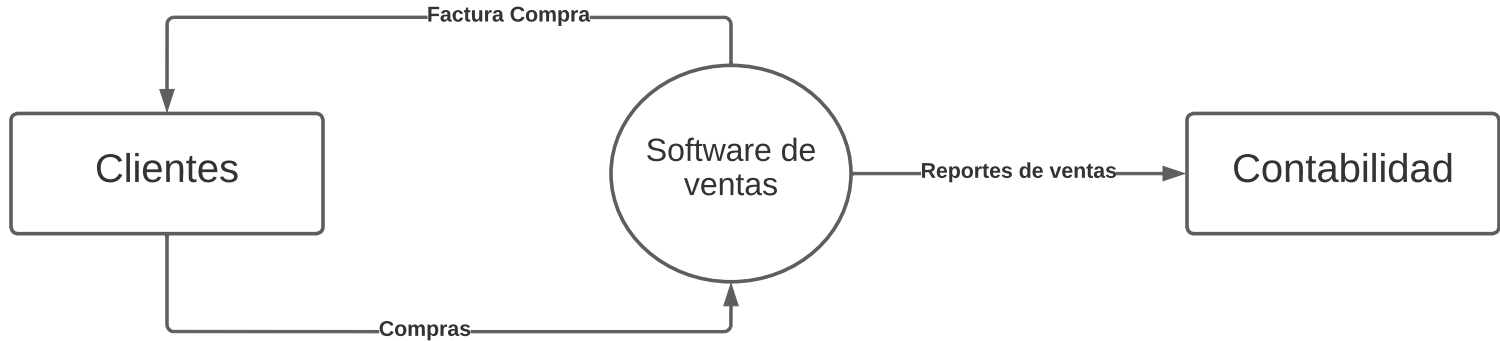 Factura Compra
Clientes
Software de
ventas
Reportes de ventas
Contabilidad
Compras